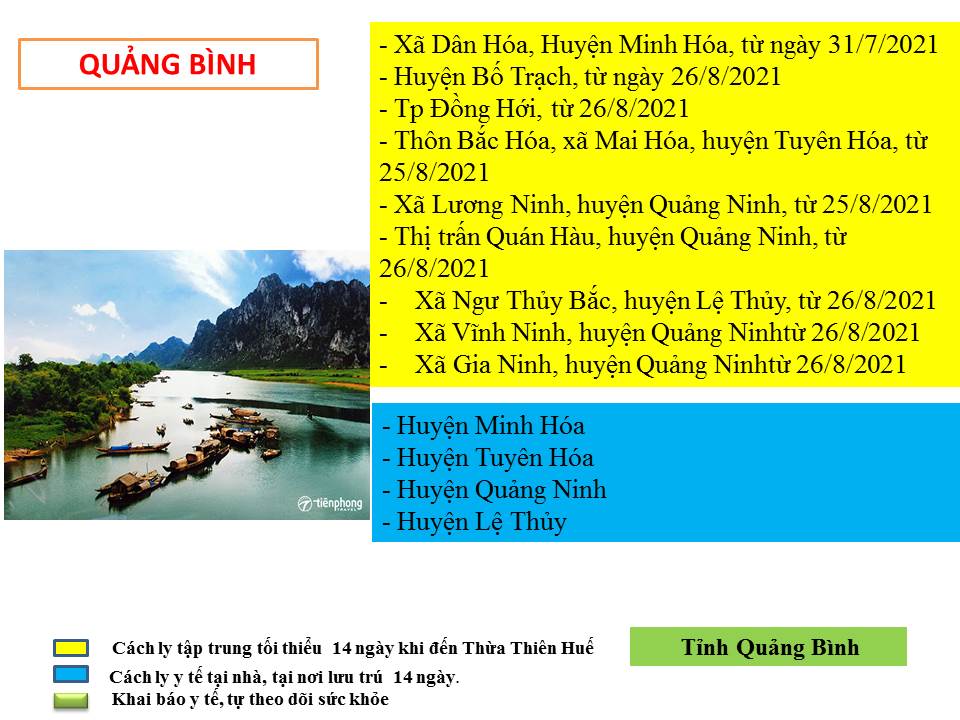 QUẢNG BÌNH
- Xã Dân Hóa, Huyện Minh Hóa, từ ngày 31/7/2021
- Huyện Bố Trạch, từ ngày 26/8/2021
- Tp Đồng Hới, từ 26/8/2021
- Thôn Bắc Hóa, xã Mai Hóa, huyện Tuyên Hóa, từ
25/8/2021
- Xã Lương Ninh, huyện Quảng Ninh, từ 25/8/2021
- Thị trấn Quán Hàu, huyện Quảng Ninh, từ
26/8/2021
- Xã Ngư Thủy Bắc, huyện Lệ Thủy, từ 26/8/2021
- Xã Vĩnh Ninh, huyện Quảng Ninhtừ 26/8/2021
- Xã Gia Ninh, huyện Quảng Ninhtừ 26/8/2021
- Huyện Minh Hóa
- Huyện Tuyên Hóa
- Huyện Quảng Ninh
- Huyện Lệ Thủy
tiênphong
TRAVEL
Cách ly tập trung tối thiểu 14 ngày khi đến Thừa Thiên Huế
Cách ly y tế tại nhà, tại nơi lưu trú 14 ngày.
Khai báo y tế, tự theo dõi sức khỏe
Tỉnh Quảng Bình